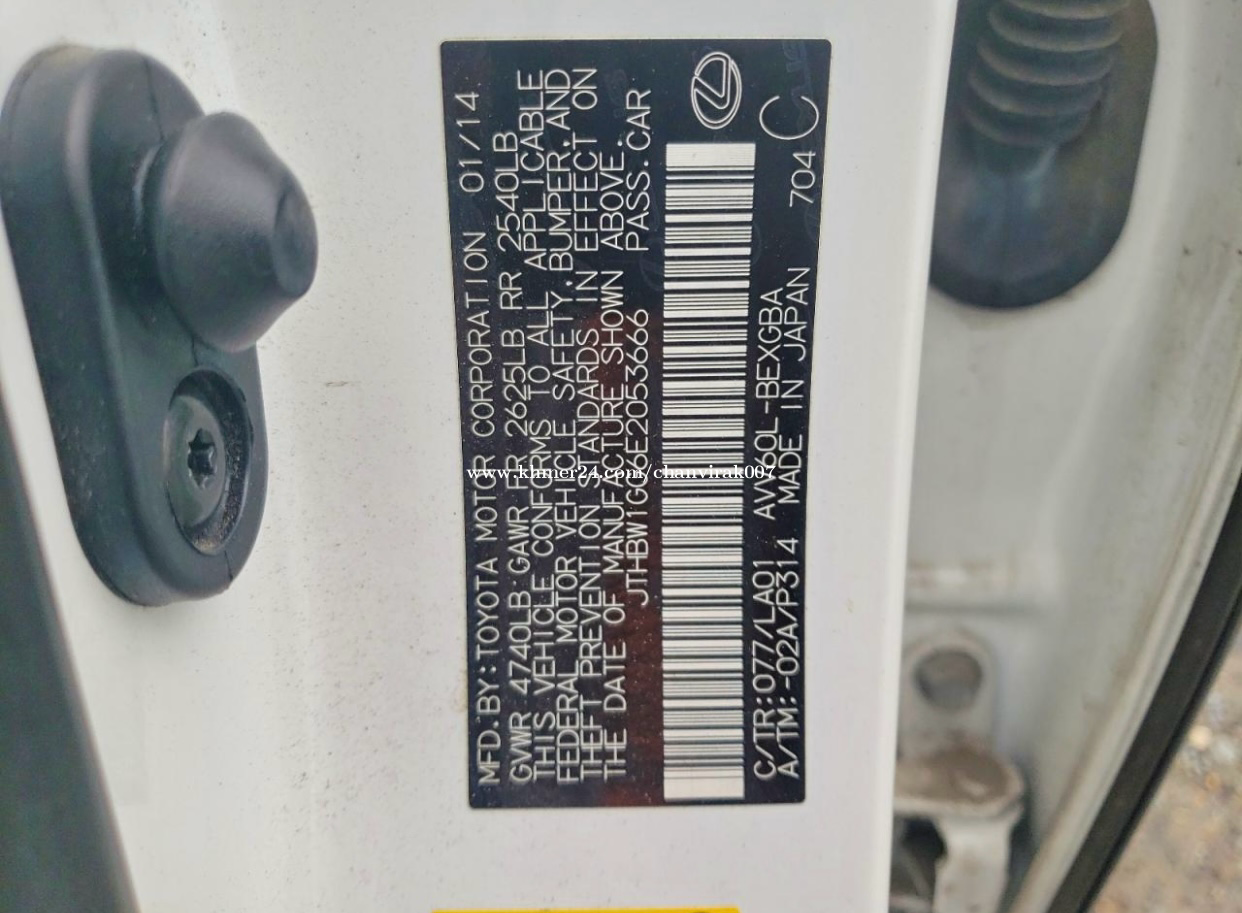 MFD.BY:TOYOTA MOTOR CORPORATION 01/14
GVWR 4740LB GAWR FR 2625LB RR 2540LB
THIS VEHICLE CONFORMS TO ALL APPLICABLE
FEDERAL MOTOR VEHICLE SAFETY,BUMPER,AND
THEFT PREVENTION STANDARDS IN EFFECT ON
THE DATE OF MANUFACTURE SHOWN ABOVE.
JTHBW1GG6E2053666 PASS.CAR
C/TR:077/LA01 AVV60L-BEXGBA
A/TM:-02A/P314 MADE IN JAPAN 704 C
www.khmer24.com/chanvirak007